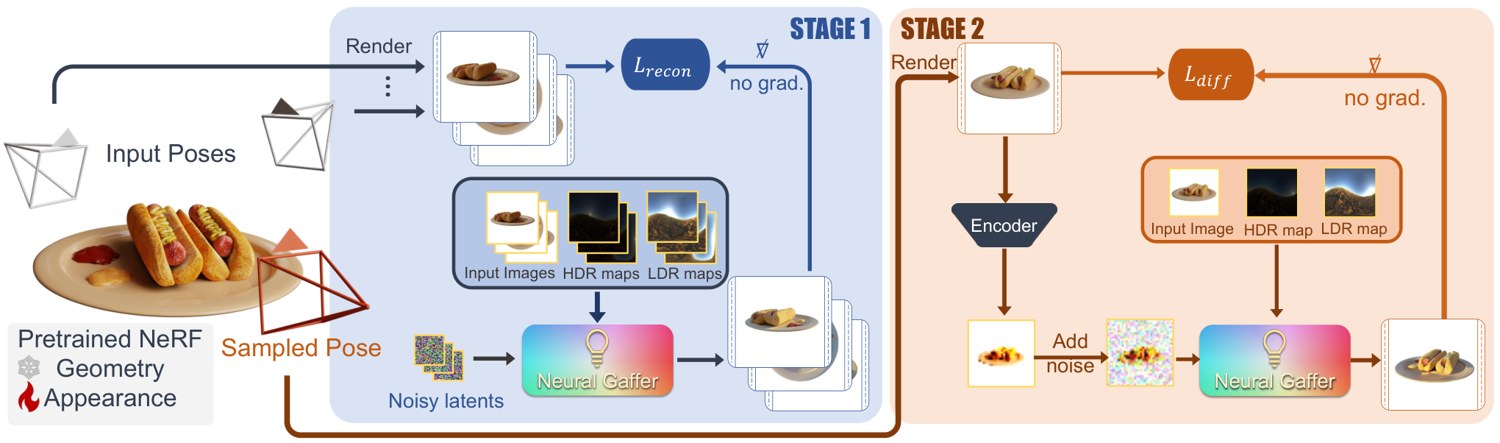 Input Poses
Pretrained NeRF
Geometry
Appearance
Sampled Pose
STAGE 1
Render
L_recon
∇
no grad.
Input Images
HDR maps
LDR maps
Noisy latents
Neural Gaffer
STAGE 2
Render
L_diff
∇
no grad.
Encoder
Input Image
HDR map
LDR map
Add
noise
Neural Gaffer